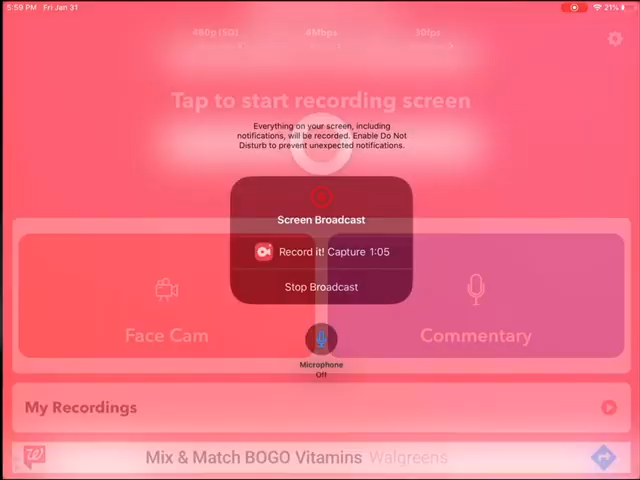 5:59 PM Fri Jan 31
21%
480p (SD) 4Mbps 30fps
Tap to start recording screen
Everything on your screen, including
notifications, will be recorded. Enable Do Not
Disturb to prevent unexpected notifications.
Screen Broadcast
Record it! Capture 1:05
Stop Broadcast
Face Cam
Commentary
Microphone
Off
My Recordings
Mix & Match BOGO Vitamins Walgreens